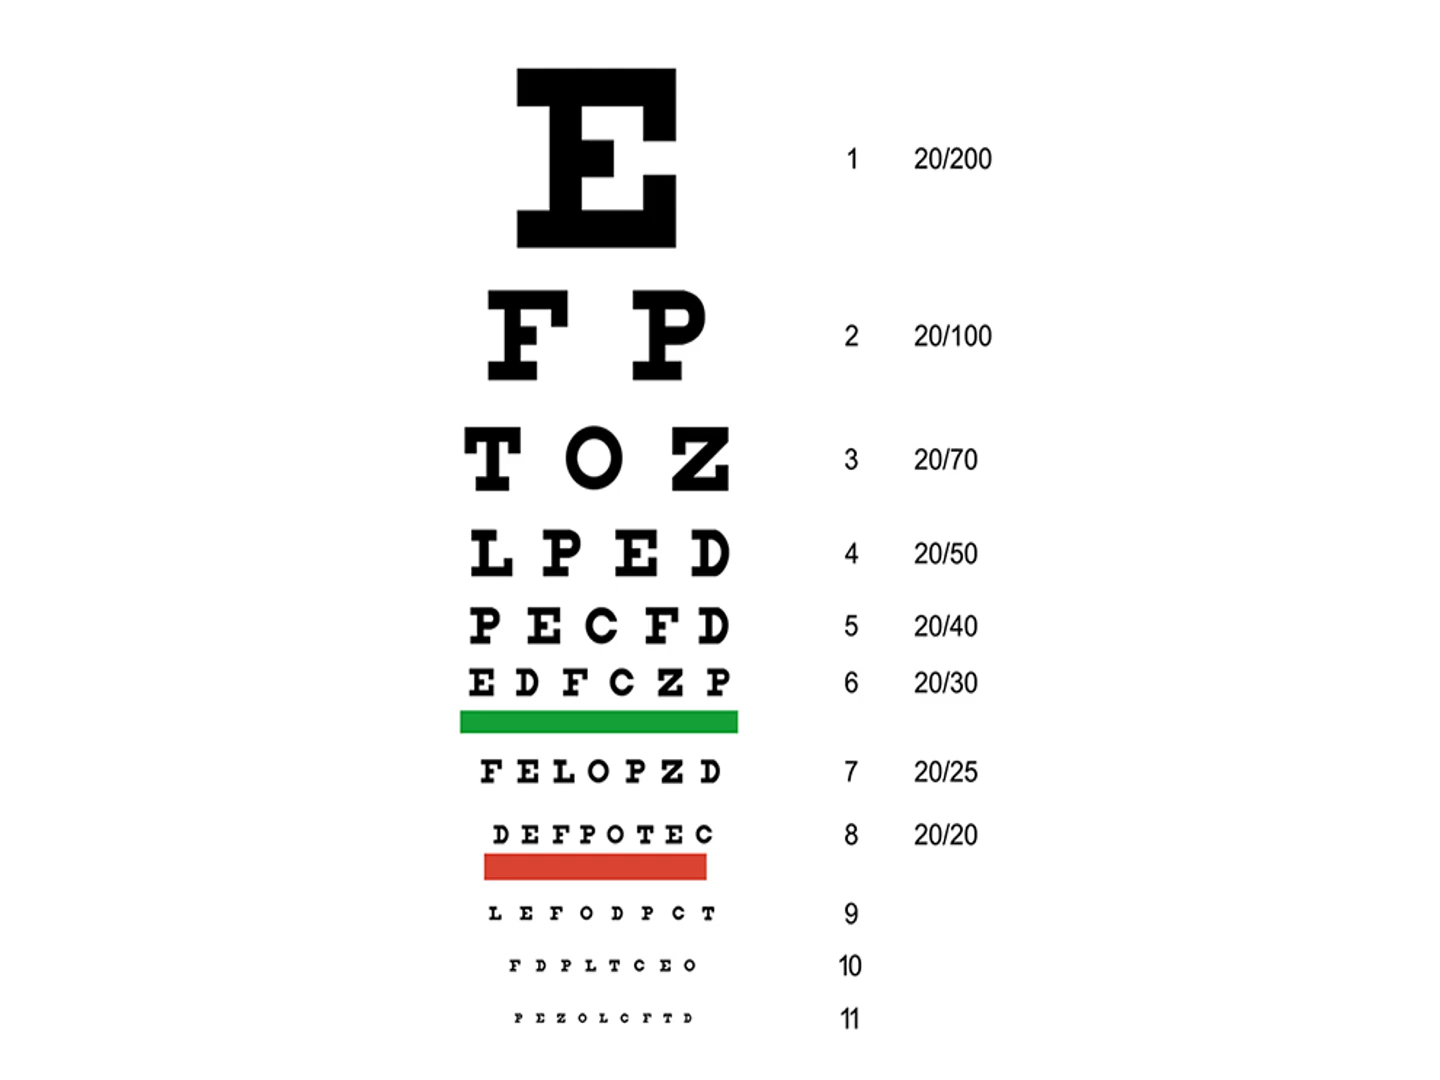 E 1 20/200
F P 2 20/100
T O Z 3 20/70
L P E D 4 20/50
P E C F D 5 20/40
E D F C Z P 6 20/30
F E L O P Z D 7 20/25
D E F P O T E C 8 20/20
L E F O D P C T 9
F D P L T C E O 10
P E Z O L C F T D 11